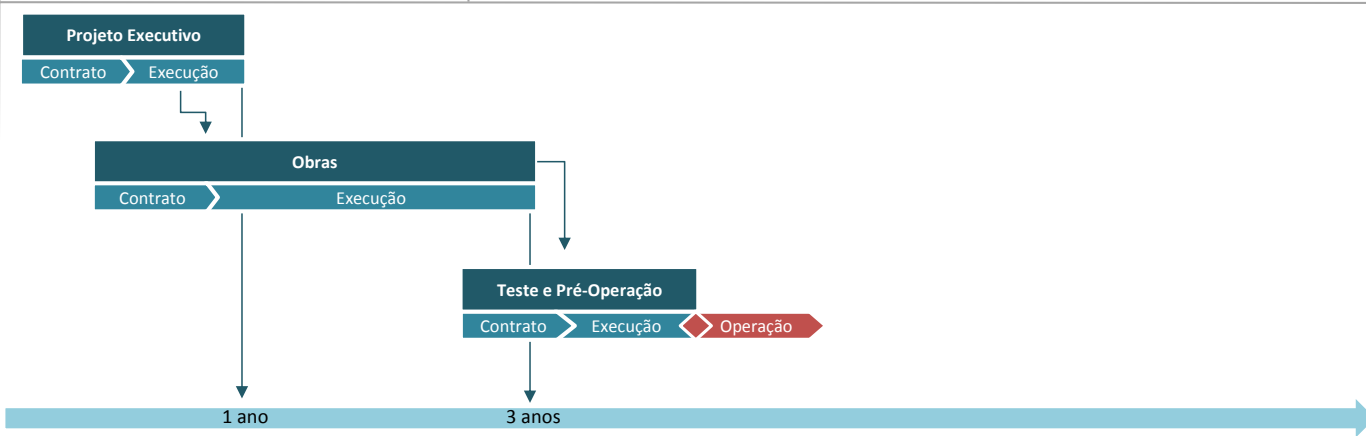 Projeto Executivo
Contrato Execução
Obras
Contrato Execução
Teste e Pré-Operação
Contrato Execução Operação
1 ano 3 anos